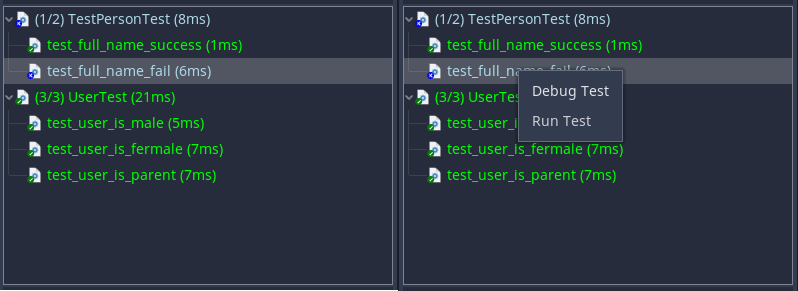 (1/2) TestPersonTest (8ms)
test_full_name_success (1ms)
test_full_name_fail (6ms)
(3/3) UserTest (21ms)
test_user_is_male (5ms)
test_user_is_fermale (7ms)
test_user_is_parent (7ms)
(1/2) TestPersonTest (8ms)
test_full_name_success (1ms)
test_full_name_fail (6ms)
(3/3) UserTes
test_user_i
test_user_is_fermale (7ms)
test_user_is_parent (7ms)
Debug Test
Run Test